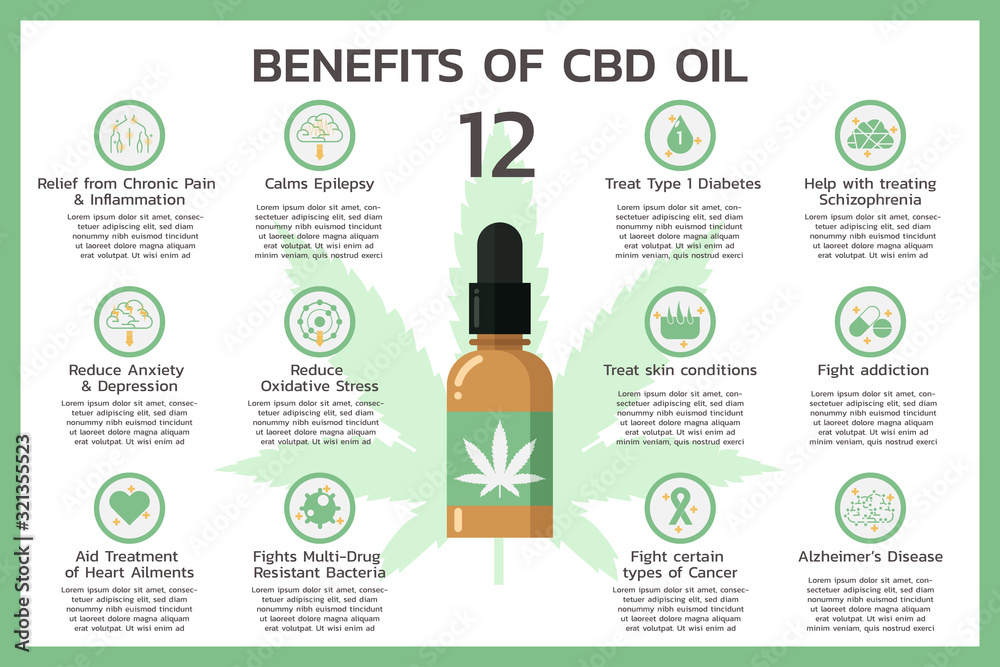 BENEFITS OF CBD OIL
12
Relief from Chronic Pain
& Inflammation
Lorem ipsum dolor sit amet, consec-
tetuer adipiscing elit, sed diam
nonummy nibh euismod tincidunt
ut laoreet dolore magna aliquam
erat volutpat. Ut wisi enim ad
Calms Epilepsy
Lorem ipsum dolor sit amet,
consectetuer adipiscing elit, sed
diam nonummy nibh euismod
tincidunt ut laoreet dolore magna
aliquam erat volutpat. Ut wisi enim ad
minim veniam, quis nostrud exerci
Treat Type 1 Diabetes
Lorem ipsum dolor sit amet,
consectetuer adipiscing elit, sed
diam nonummy nibh euismod
tincidunt ut laoreet dolore magna
aliquam erat volutpat. Ut wisi enim ad
minim veniam, quis nostrud exerci
Help with treating
Schizophrenia
Lorem ipsum dolor sit amet, consec-
tetuer adipiscing elit, sed diam
nonummy nibh euismod tincidunt
ut laoreet dolore magna aliquam
erat volutpat. Ut wisi enim ad
Reduce Anxiety
& Depression
Lorem ipsum dolor sit amet, consec-
tetuer adipiscing elit, sed diam
nonummy nibh euismod tincidunt
ut laoreet dolore magna aliquam
erat volutpat. Ut wisi enim ad
Reduce
Oxidative Stress
Lorem ipsum dolor sit amet, consec-
tetuer adipiscing elit, sed diam
nonummy nibh euismod tincidunt
ut laoreet dolore magna aliquam
erat volutpat. Ut wisi enim ad
Treat skin conditions
Lorem ipsum dolor sit amet,
consectetuer adipiscing elit, sed
diam nonummy nibh euismod
tincidunt ut laoreet dolore magna
aliquam erat volutpat. Ut wisi enim ad
minim veniam, quis nostrud exerci
Fight addiction
Lorem ipsum dolor sit amet,
consectetuer adipiscing elit, sed
diam nonummy nibh euismod
tincidunt ut laoreet dolore magna
aliquam erat volutpat. Ut wisi enim ad
minim veniam, quis nostrud exerci
Aid Treatment
of Heart Ailments
Lorem ipsum dolor sit amet, consec-
tetuer adipiscing elit, sed diam
nonummy nibh euismod tincidunt
ut laoreet dolore magna aliquam
erat volutpat. Ut wisi enim ad
Fights Multi-Drug
Resistant Bacteria
Lorem ipsum dolor sit amet, consec-
tetuer adipiscing elit, sed diam
nonummy nibh euismod tincidunt
ut laoreet dolore magna aliquam
erat volutpat. Ut wisi enim ad
Fight certain
types of Cancer
Lorem ipsum dolor sit amet, consec-
tetuer adipiscing elit, sed diam
nonummy nibh euismod tincidunt
ut laoreet dolore magna aliquam
erat volutpat. Ut wisi enim ad
Alzheimer's Disease
Lorem ipsum dolor sit amet,
consectetuer adipiscing elit, sed
diam nonummy nibh euismod
tincidunt ut laoreet dolore magna
aliquam erat volutpat. Ut wisi enim ad
minim veniam, quis nostrud exerci
1
Adobe Stock | #321355523